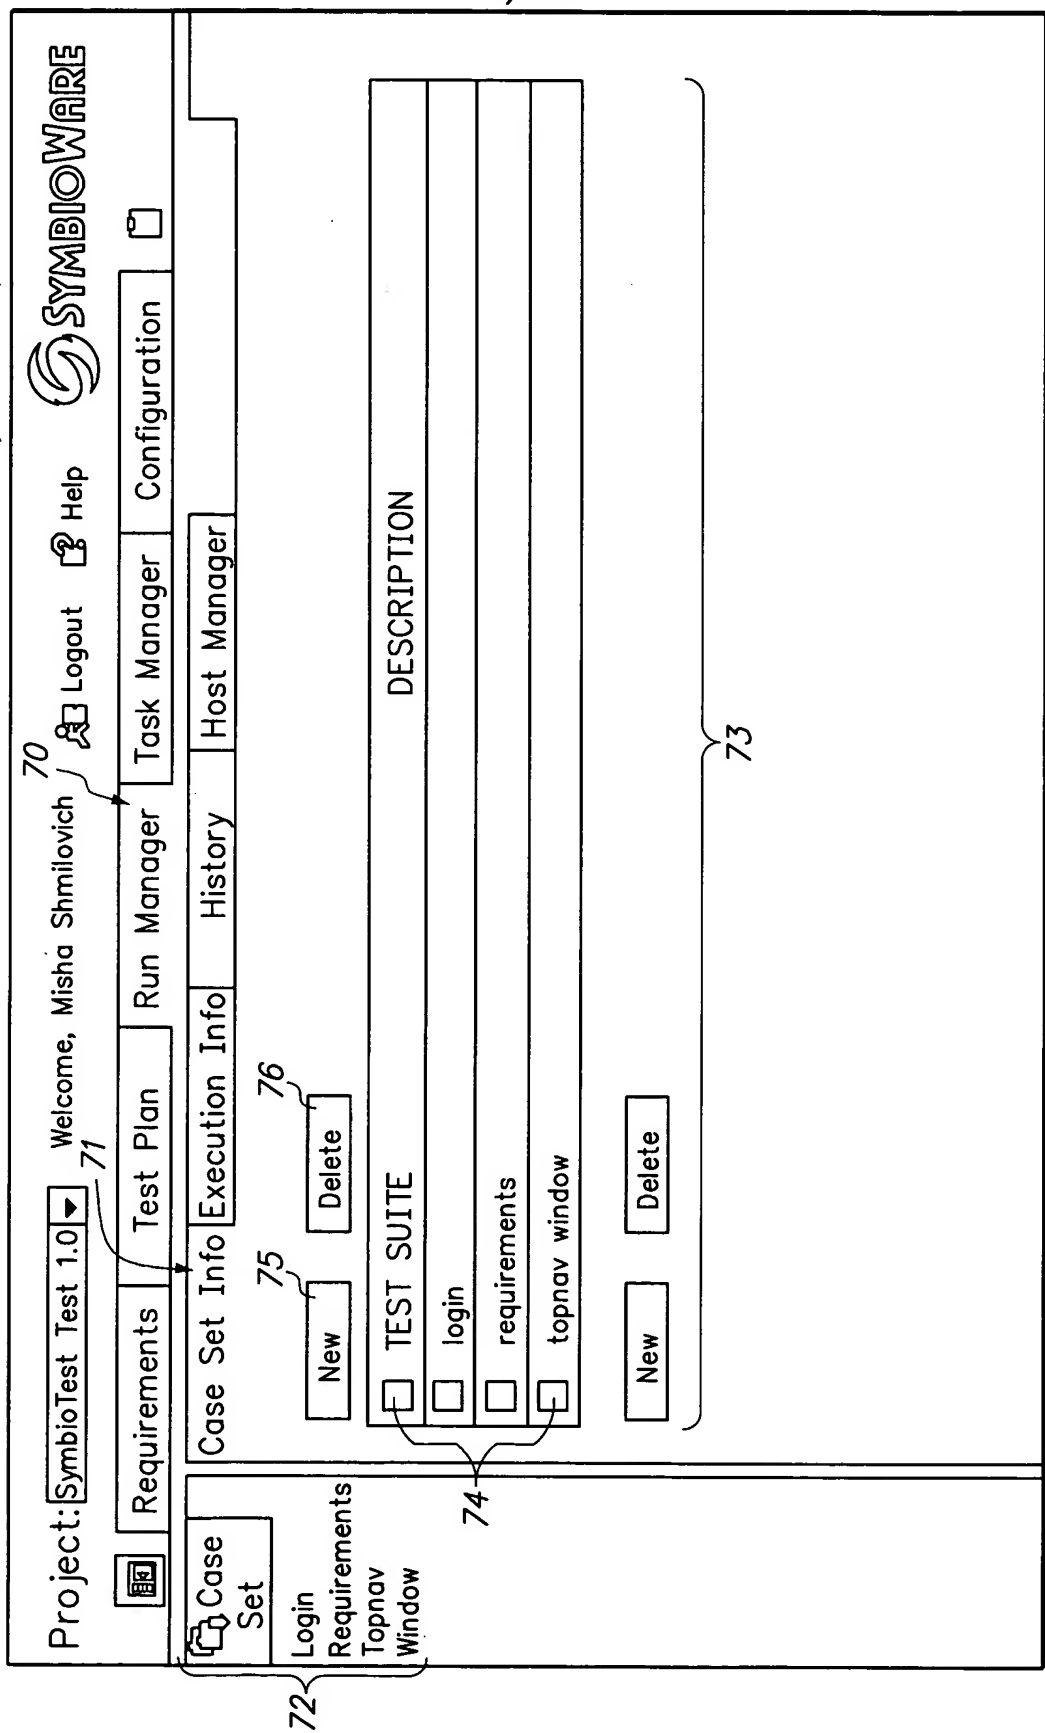 Project: SymbioTest Test 1.0 Welcome, Misha Shmilovich Logout Help SYMBIOWARE
71 70
Requirements Test Plan Run Manager Task Manager Configuration
Case Set Case Set Info Execution Info History Host Manager
72
Login
Requirements
Topnav
Window
75 76
New Delete
TEST SUITE DESCRIPTION
login
requirements
topnav window
74
New Delete
73